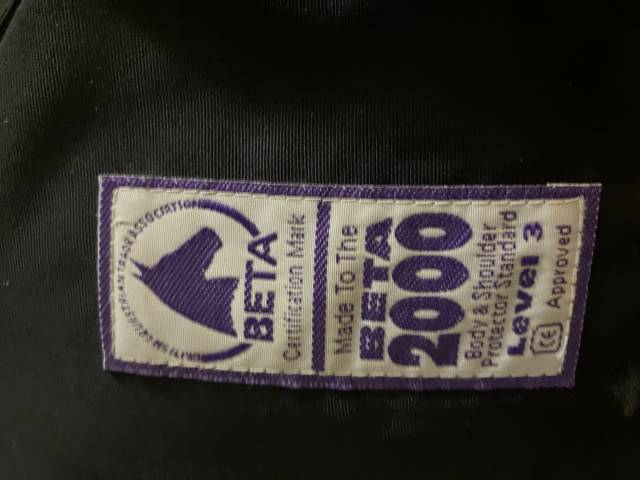 BRITISH EQUESTRIAN TRADE ASSOCIATION
BETA
Certification Mark
Made To The
BETA
2000
Body & Shoulder
Protector Standard
Level 3
CE Approved